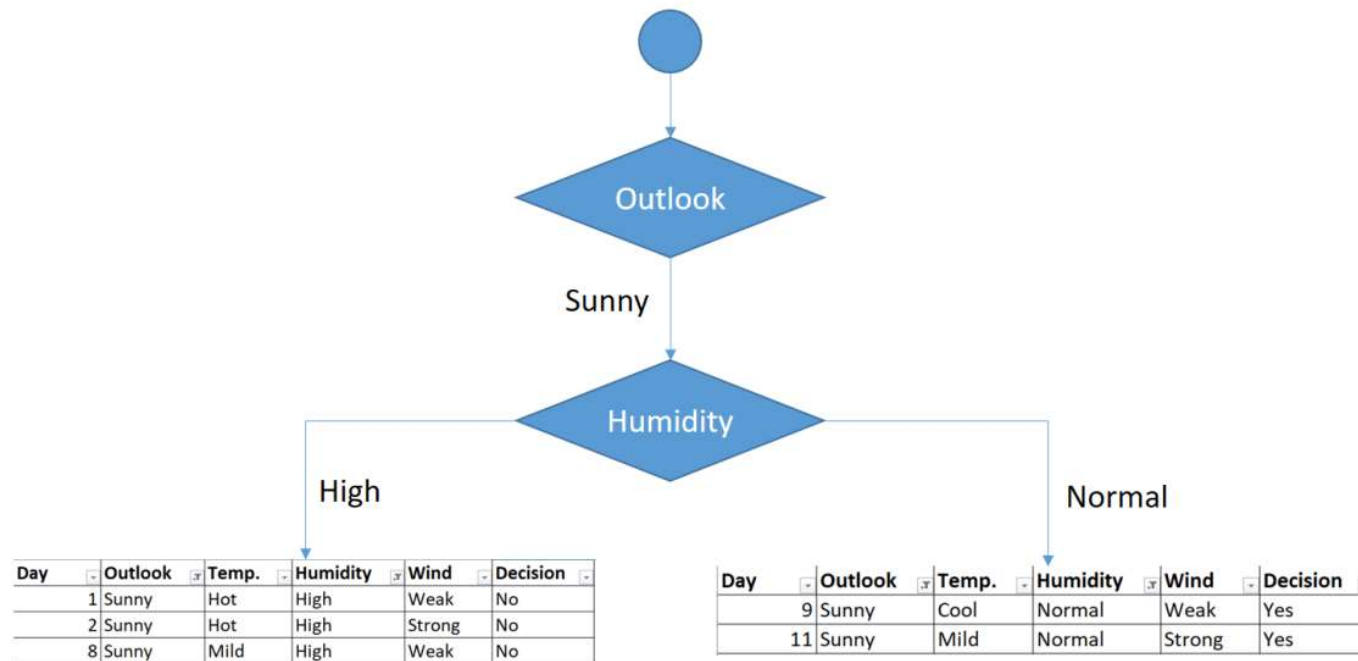 Outlook
Sunny
Humidity
High
Normal
Day Outlook Temp. Humidity Wind Decision
1 Sunny Hot High Weak No
2 Sunny Hot High Strong No
8 Sunny Mild High Weak No
Day Outlook Temp. Humidity Wind Decision
9 Sunny Cool Normal Weak Yes
11 Sunny Mild Normal Strong Yes